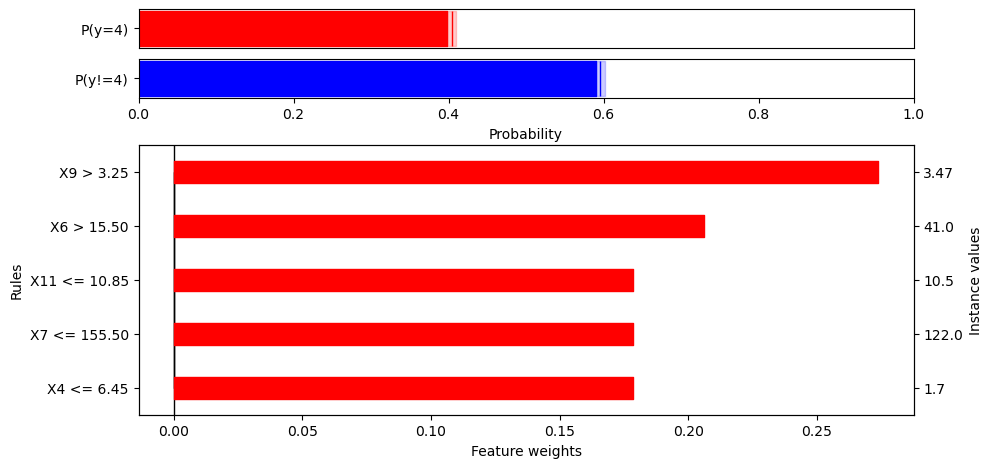 P(y=4)
P(y!=4)
0.0 0.2 0.4 0.6 0.8 1.0
Probability
X9 > 3.25 3.47
X6 > 15.50 41.0
X11 <= 10.85 10.5
X7 <= 155.50 122.0
X4 <= 6.45 1.7
Rules
Instance values
0.00 0.05 0.10 0.15 0.20 0.25
Feature weights